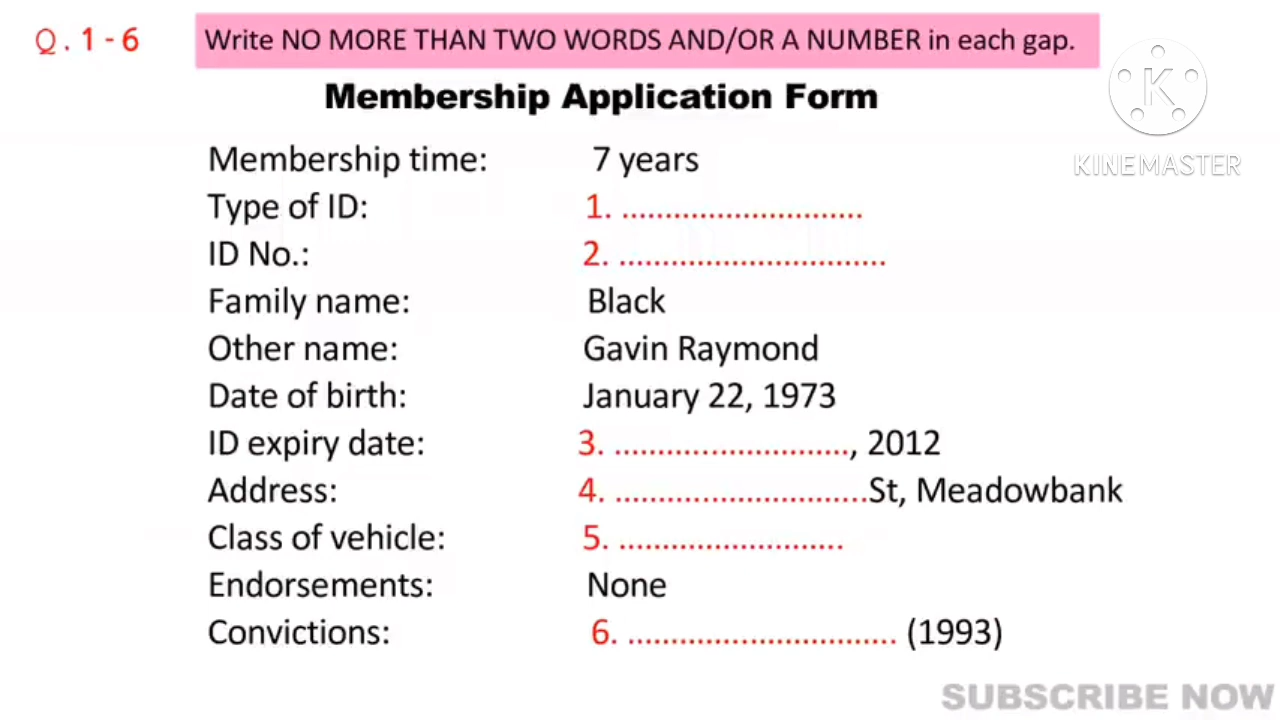 Q. 1 - 6
Write NO MORE THAN TWO WORDS AND/OR A NUMBER in each gap.
Membership Application Form
K
KINEMASTER
Membership time: 7 years
Type of ID: 1. ............................
ID No.: 2. ...............................
Family name: Black
Other name: Gavin Raymond
Date of birth: January 22, 1973
ID expiry date: 3. ..........................., 2012
Address: 4. .............................St, Meadowbank
Class of vehicle: 5. ..........................
Endorsements: None
Convictions: 6. ............................... (1993)
SUBSCRIBE NOW